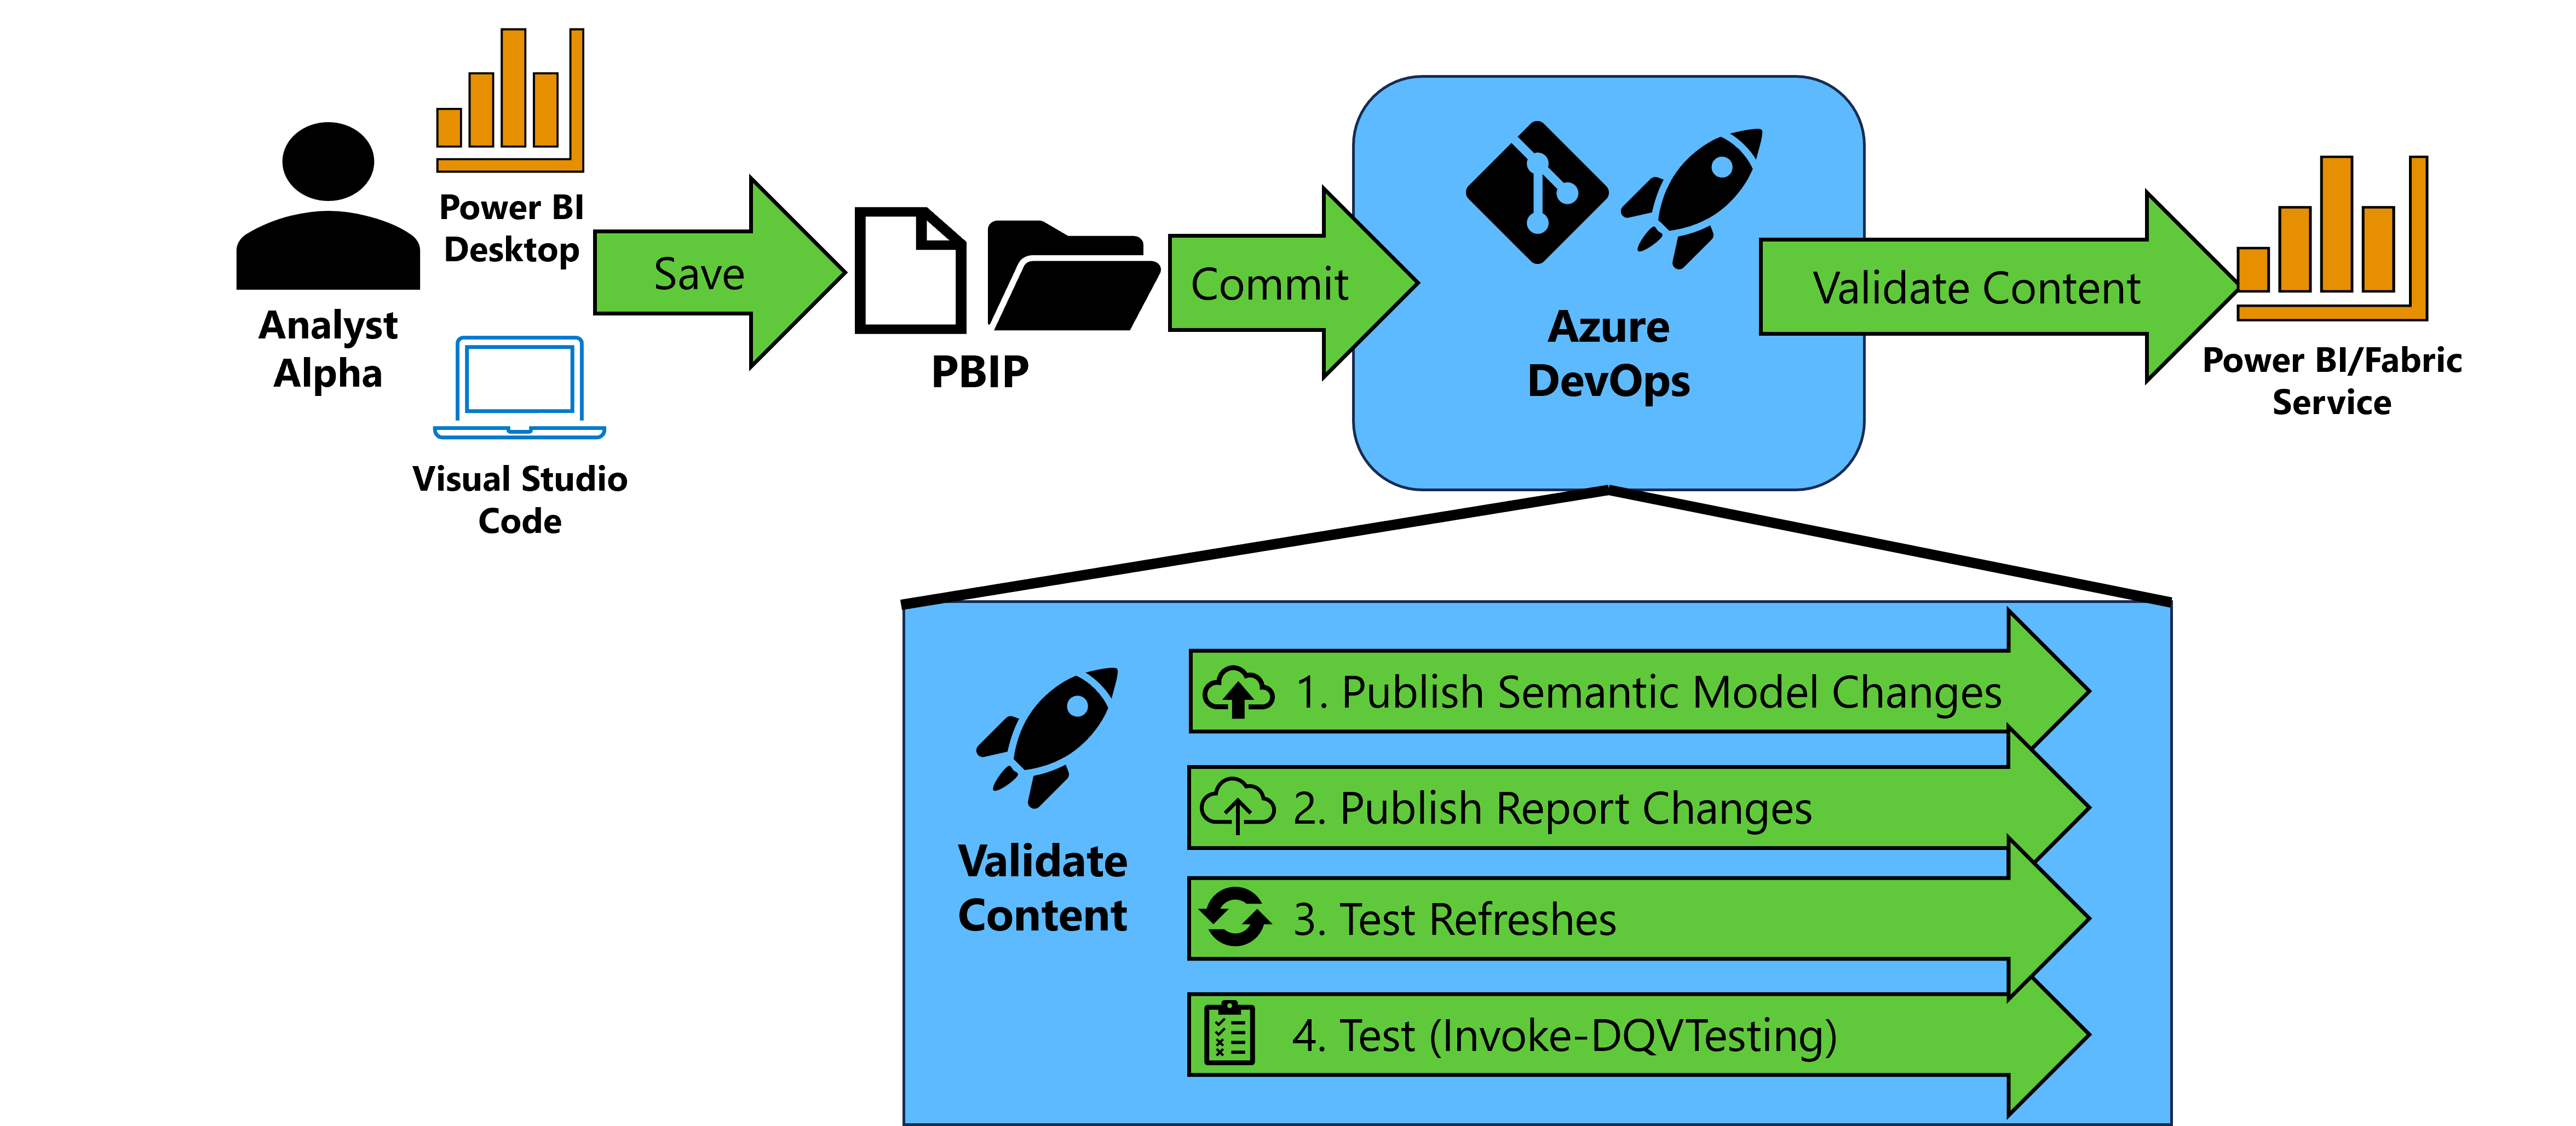 Analyst
Alpha
Power BI
Desktop
Visual Studio
Code
Save
PBIP
Commit
Azure
DevOps
Validate Content
Power BI/Fabric
Service
Validate
Content
1. Publish Semantic Model Changes
2. Publish Report Changes
3. Test Refreshes
4. Test (Invoke-DQVTesting)